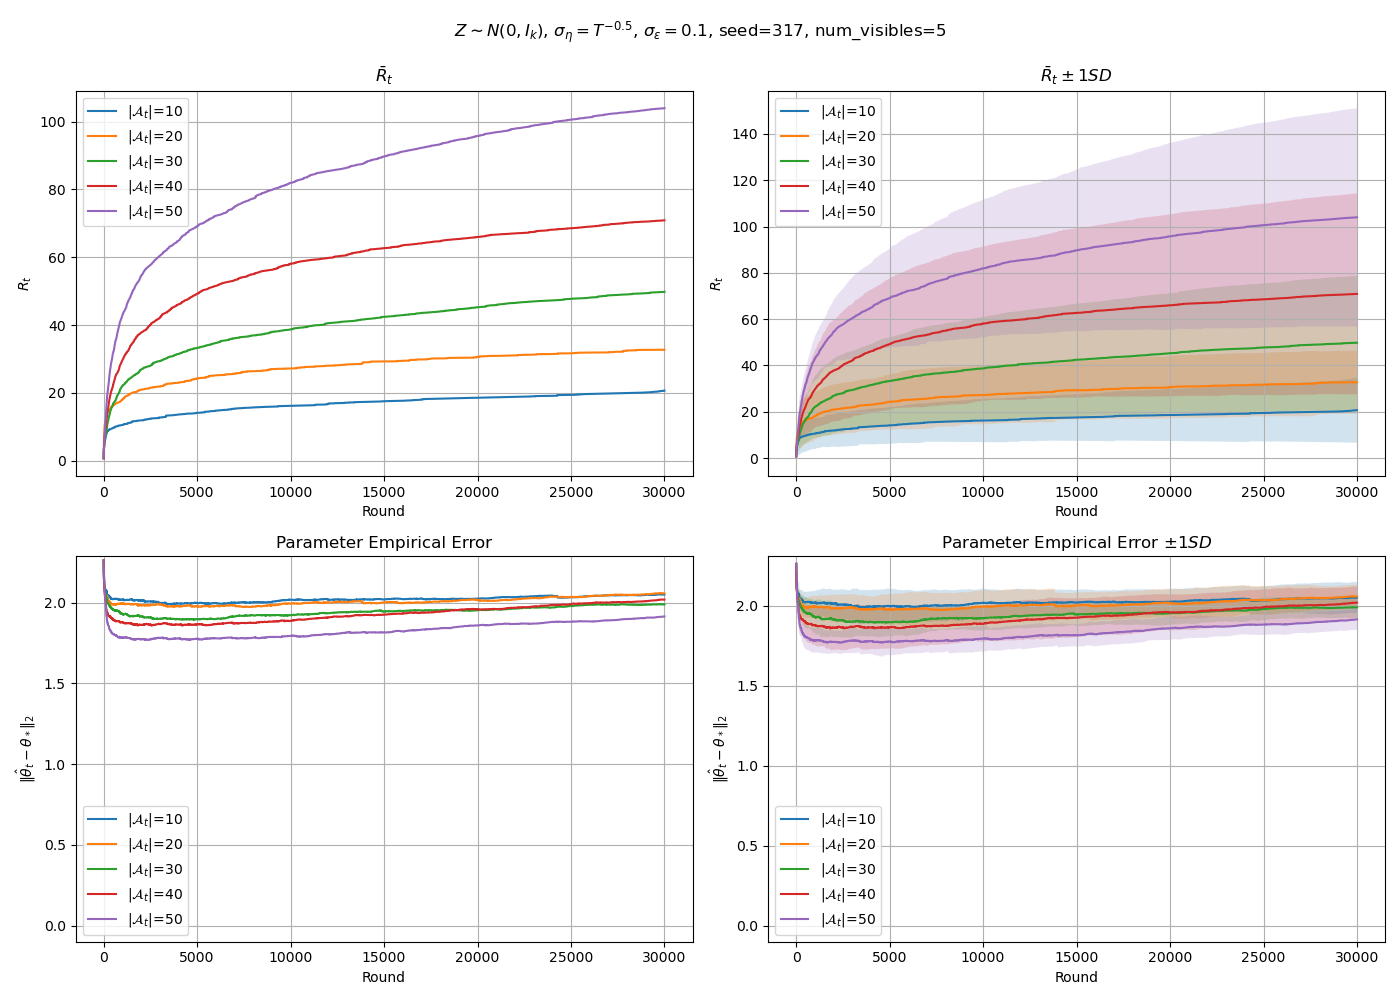 Z ∼ N(0, I_k), σ_η = T^{−0.5}, σ_ε = 0.1, seed=317, num_visibles=5
R̄_t
R_t
100
80
60
40
20
0
|𝒜_t|=10
|𝒜_t|=20
|𝒜_t|=30
|𝒜_t|=40
|𝒜_t|=50
0 5000 10000 15000 20000 25000 30000
Round
R̄_t ± 1SD
R_t
140
120
100
80
60
40
20
0
|𝒜_t|=10
|𝒜_t|=20
|𝒜_t|=30
|𝒜_t|=40
|𝒜_t|=50
0 5000 10000 15000 20000 25000 30000
Round
Parameter Empirical Error
‖θ̂_t − θ_*‖_2
2.0
1.5
1.0
0.5
0.0
|𝒜_t|=10
|𝒜_t|=20
|𝒜_t|=30
|𝒜_t|=40
|𝒜_t|=50
0 5000 10000 15000 20000 25000 30000
Round
Parameter Empirical Error ±1SD
‖θ̂_t − θ_*‖_2
2.0
1.5
1.0
0.5
0.0
|𝒜_t|=10
|𝒜_t|=20
|𝒜_t|=30
|𝒜_t|=40
|𝒜_t|=50
0 5000 10000 15000 20000 25000 30000
Round